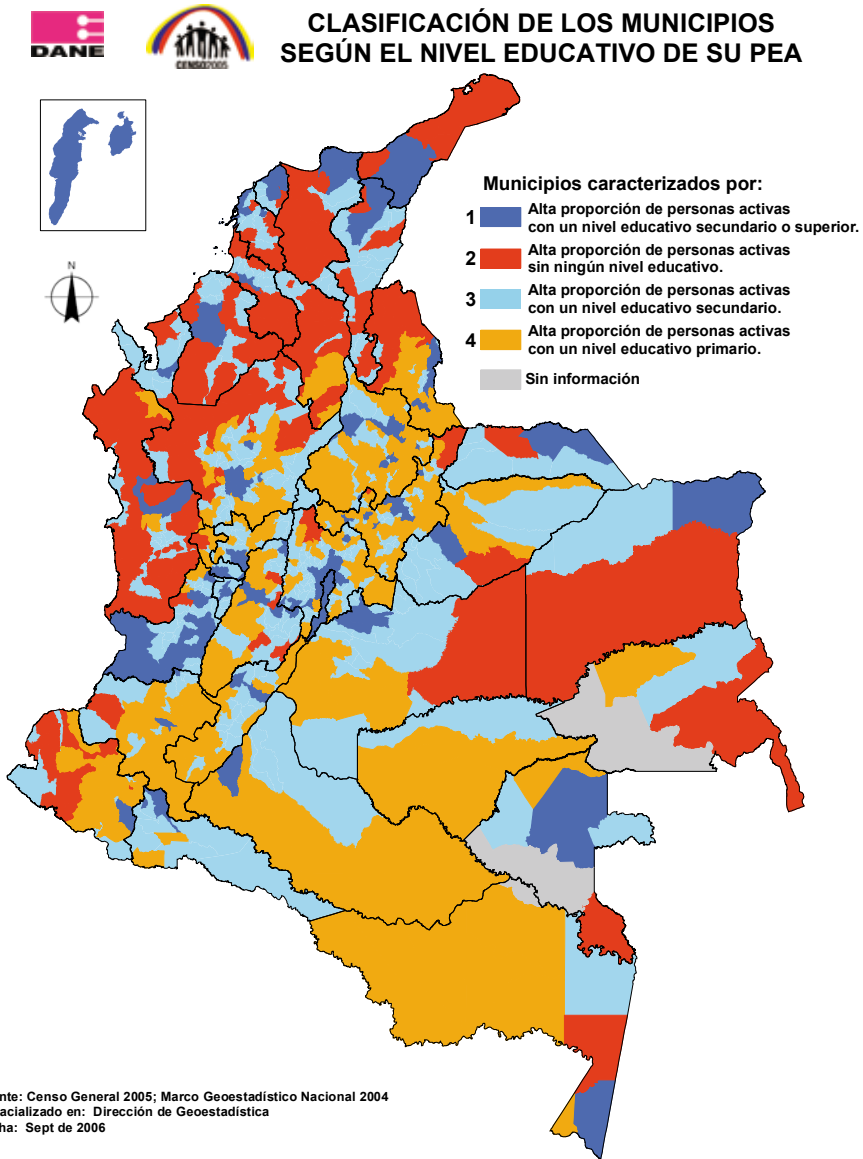 DANE
CENSO2005
CLASIFICACIÓN DE LOS MUNICIPIOS
SEGÚN EL NIVEL EDUCATIVO DE SU PEA
N
Municipios caracterizados por:
1 Alta proporción de personas activas
con un nivel educativo secundario o superior.
2 Alta proporción de personas activas
sin ningún nivel educativo.
3 Alta proporción de personas activas
con un nivel educativo secundario.
4 Alta proporción de personas activas
con un nivel educativo primario.
Sin información
nte: Censo General 2005; Marco Geoestadístico Nacional 2004
acializado en: Dirección de Geoestadística
ha: Sept de 2006